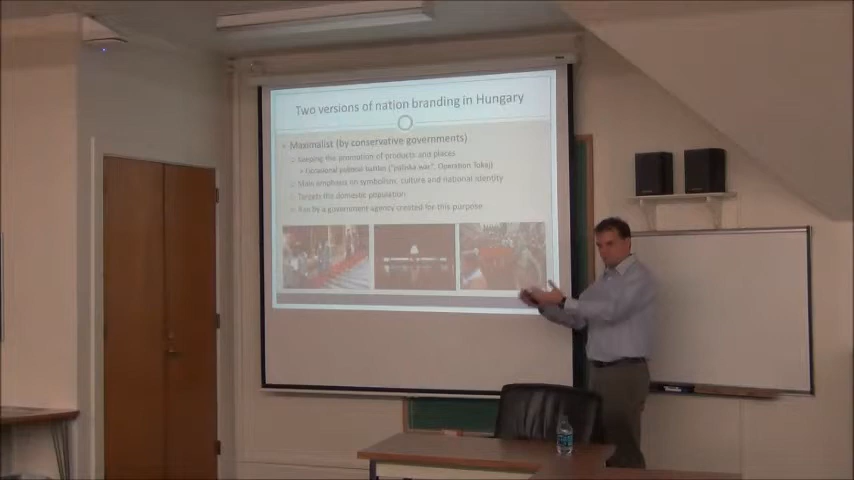 Two versions of nation branding in Hungary
Maximalist (by conservative governments)
Keeping the promotion of products and places
Occasional political battles ("pálinka war", Operation Tokaj)
Main emphasis on symbolism, culture and national identity
Targets the domestic population
Run by a government agency created for this purpose